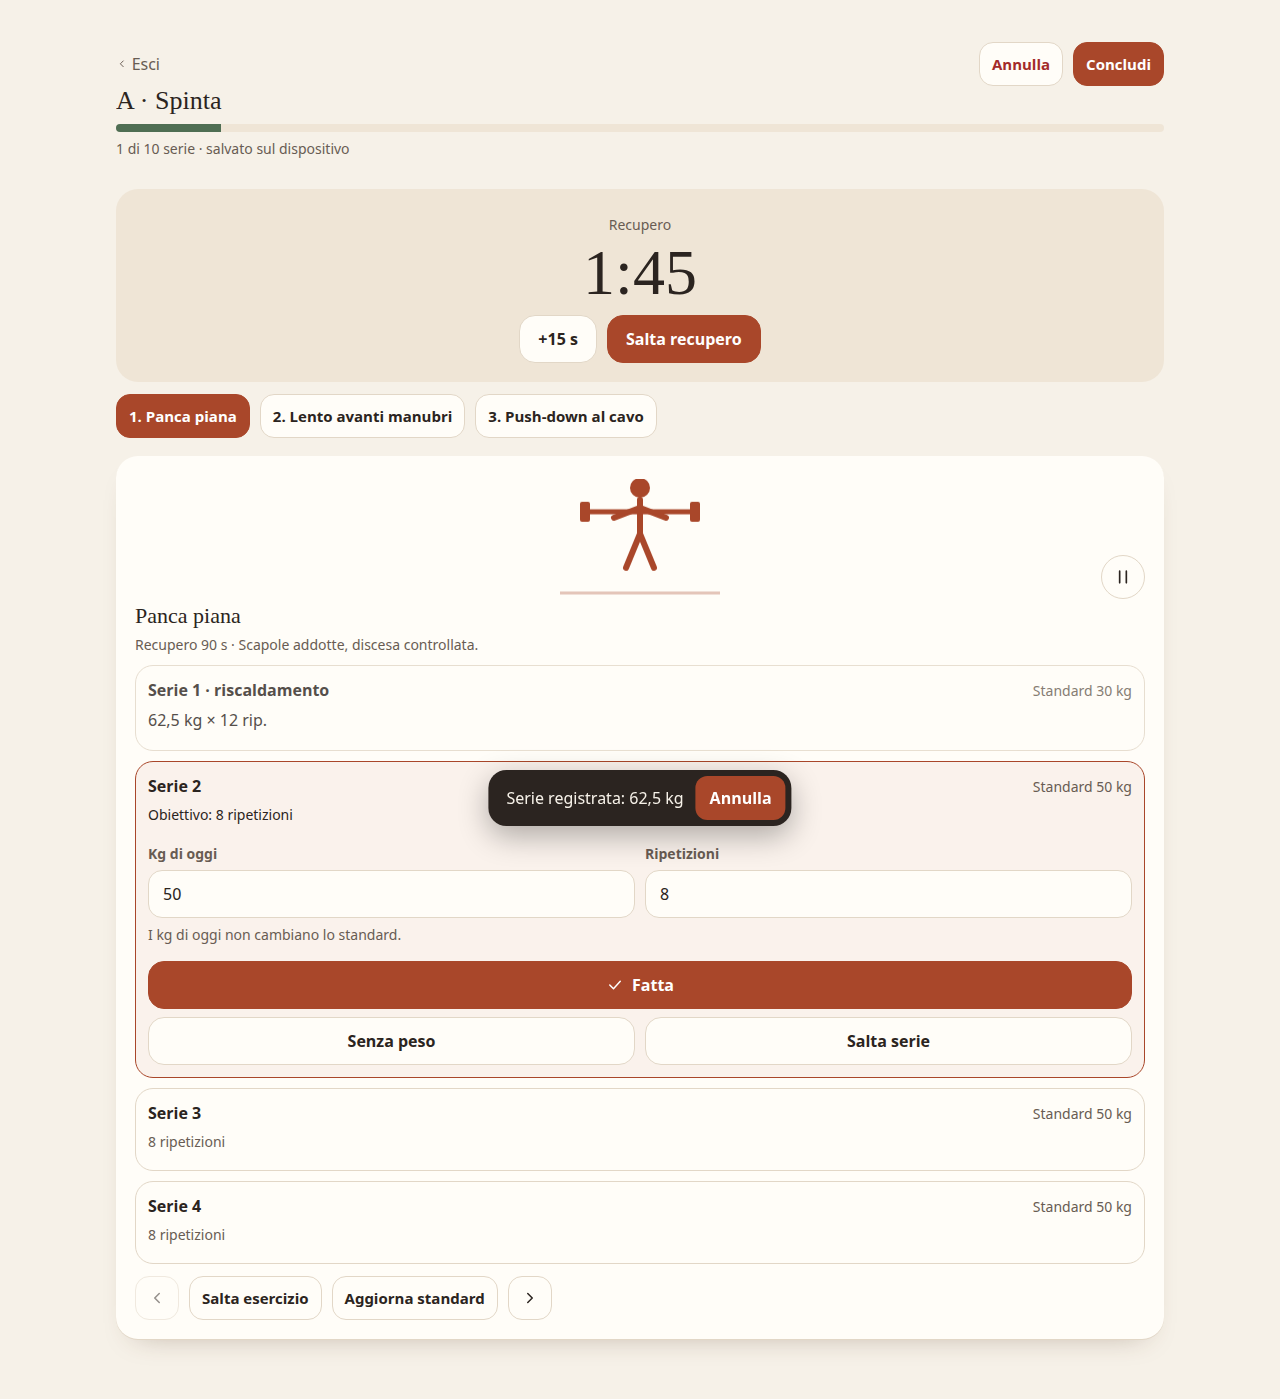 Esci
Annulla
Concludi
A · Spinta
1 di 10 serie · salvato sul dispositivo
Recupero
1:45
+15 s
Salta recupero
1. Panca piana
2. Lento avanti manubri
3. Push-down al cavo
Panca piana
Recupero 90 s · Scapole addotte, discesa controllata.
Serie 1 · riscaldamento
Standard 30 kg
62,5 kg × 12 rip.
Serie 2
Standard 50 kg
Serie registrata: 62,5 kg
Annulla
Obiettivo: 8 ripetizioni
Kg di oggi
Ripetizioni
50
8
I kg di oggi non cambiano lo standard.
Fatta
Senza peso
Salta serie
Serie 3
Standard 50 kg
8 ripetizioni
Serie 4
Standard 50 kg
8 ripetizioni
Salta esercizio
Aggiorna standard